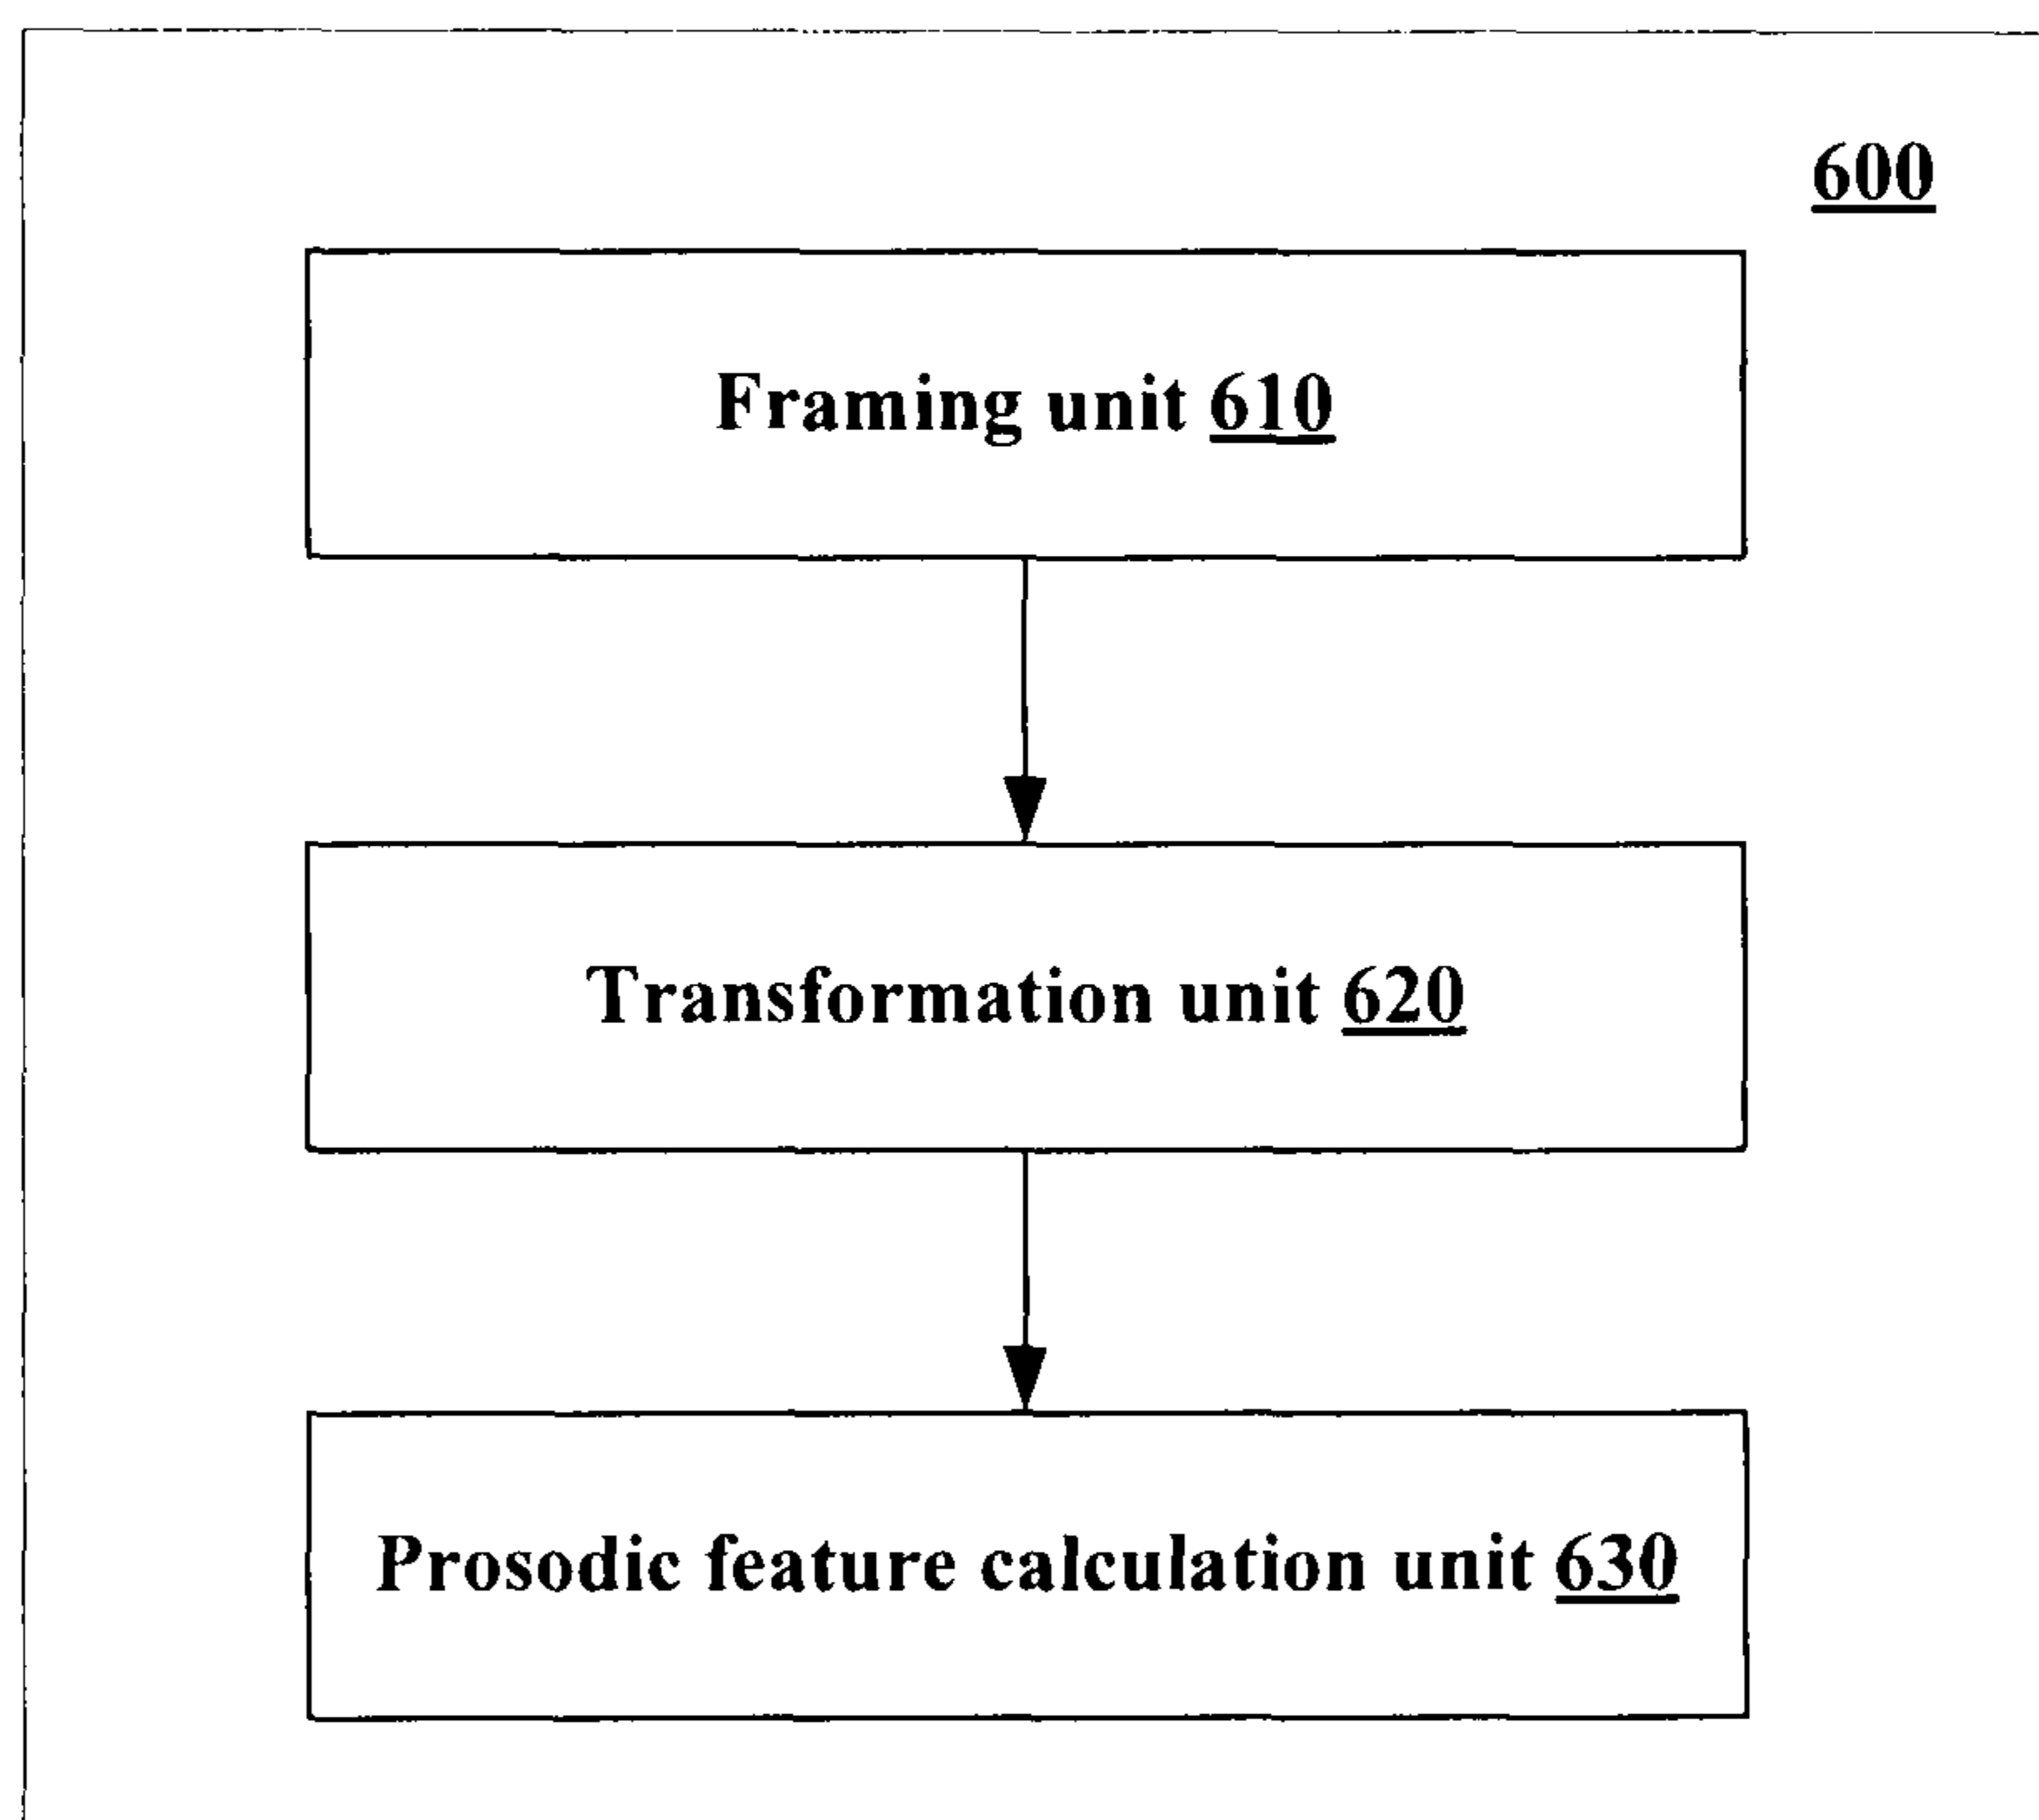 600
Framing unit 610
Transformation unit 620
Prosodic feature calculation unit 630